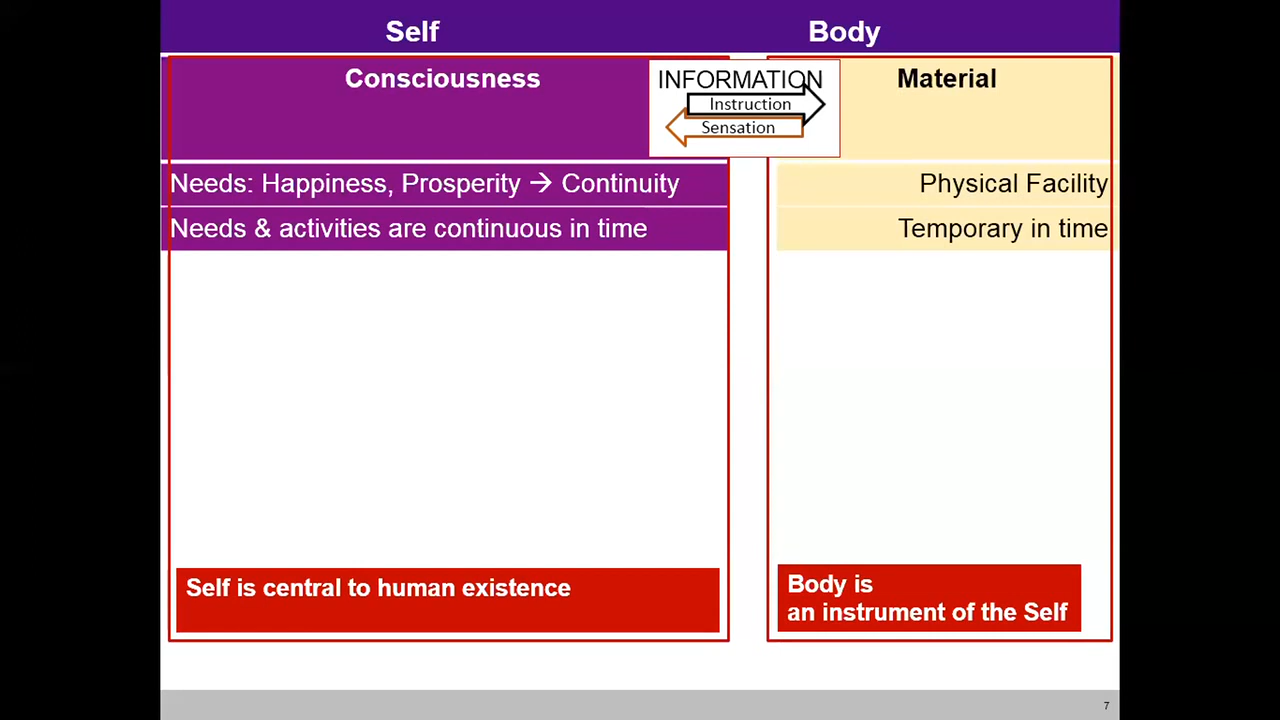 Self Body
Consciousness
INFORMATION
Instruction
Sensation
Material
Needs: Happiness, Prosperity → Continuity
Physical Facility
Needs & activities are continuous in time
Temporary in time
Self is central to human existence
Body is
an instrument of the Self
7